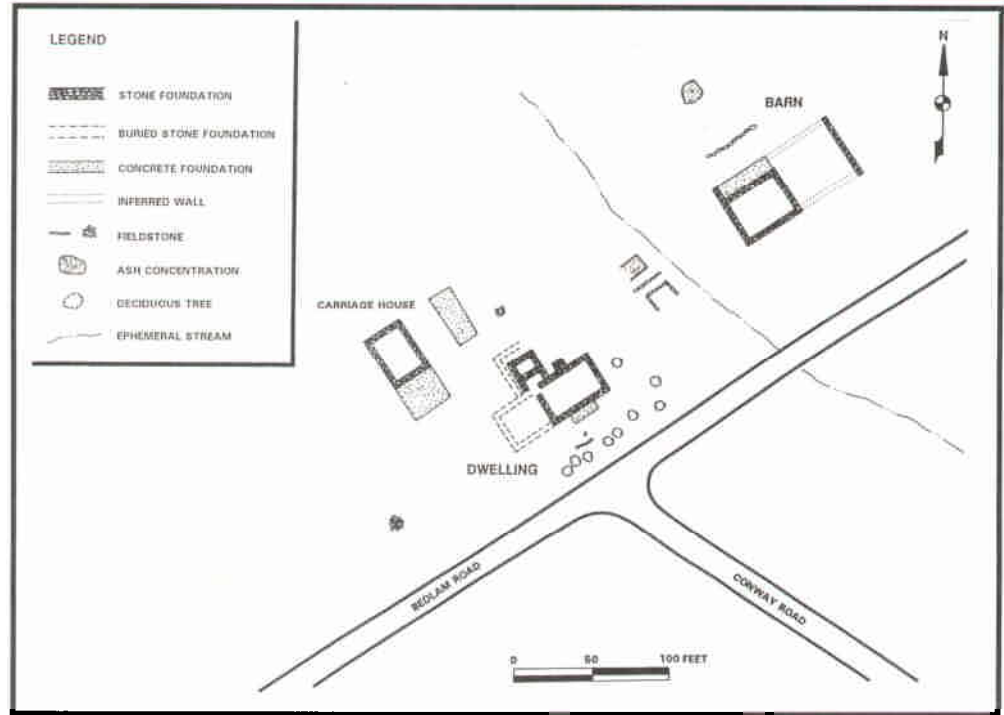 LEGEND
STONE FOUNDATION
BURIED STONE FOUNDATION
CONCRETE FOUNDATION
INFERRED WALL
FIELDSTONE
ASH CONCENTRATION
DECIDUOUS TREE
EPHEMERAL STREAM
N
BARN
CARRIAGE HOUSE
DWELLING
REDLAM ROAD
CONWAY ROAD
0 50 100 FEET